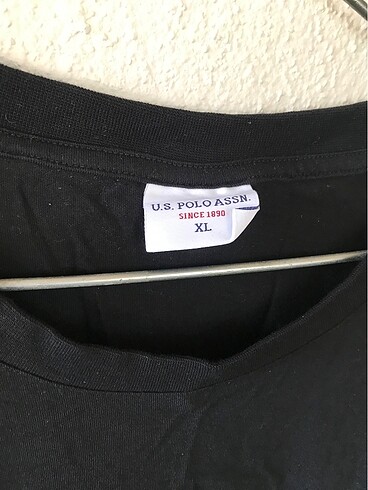 U.S. POLO ASSN.
SINCE 1890
XL